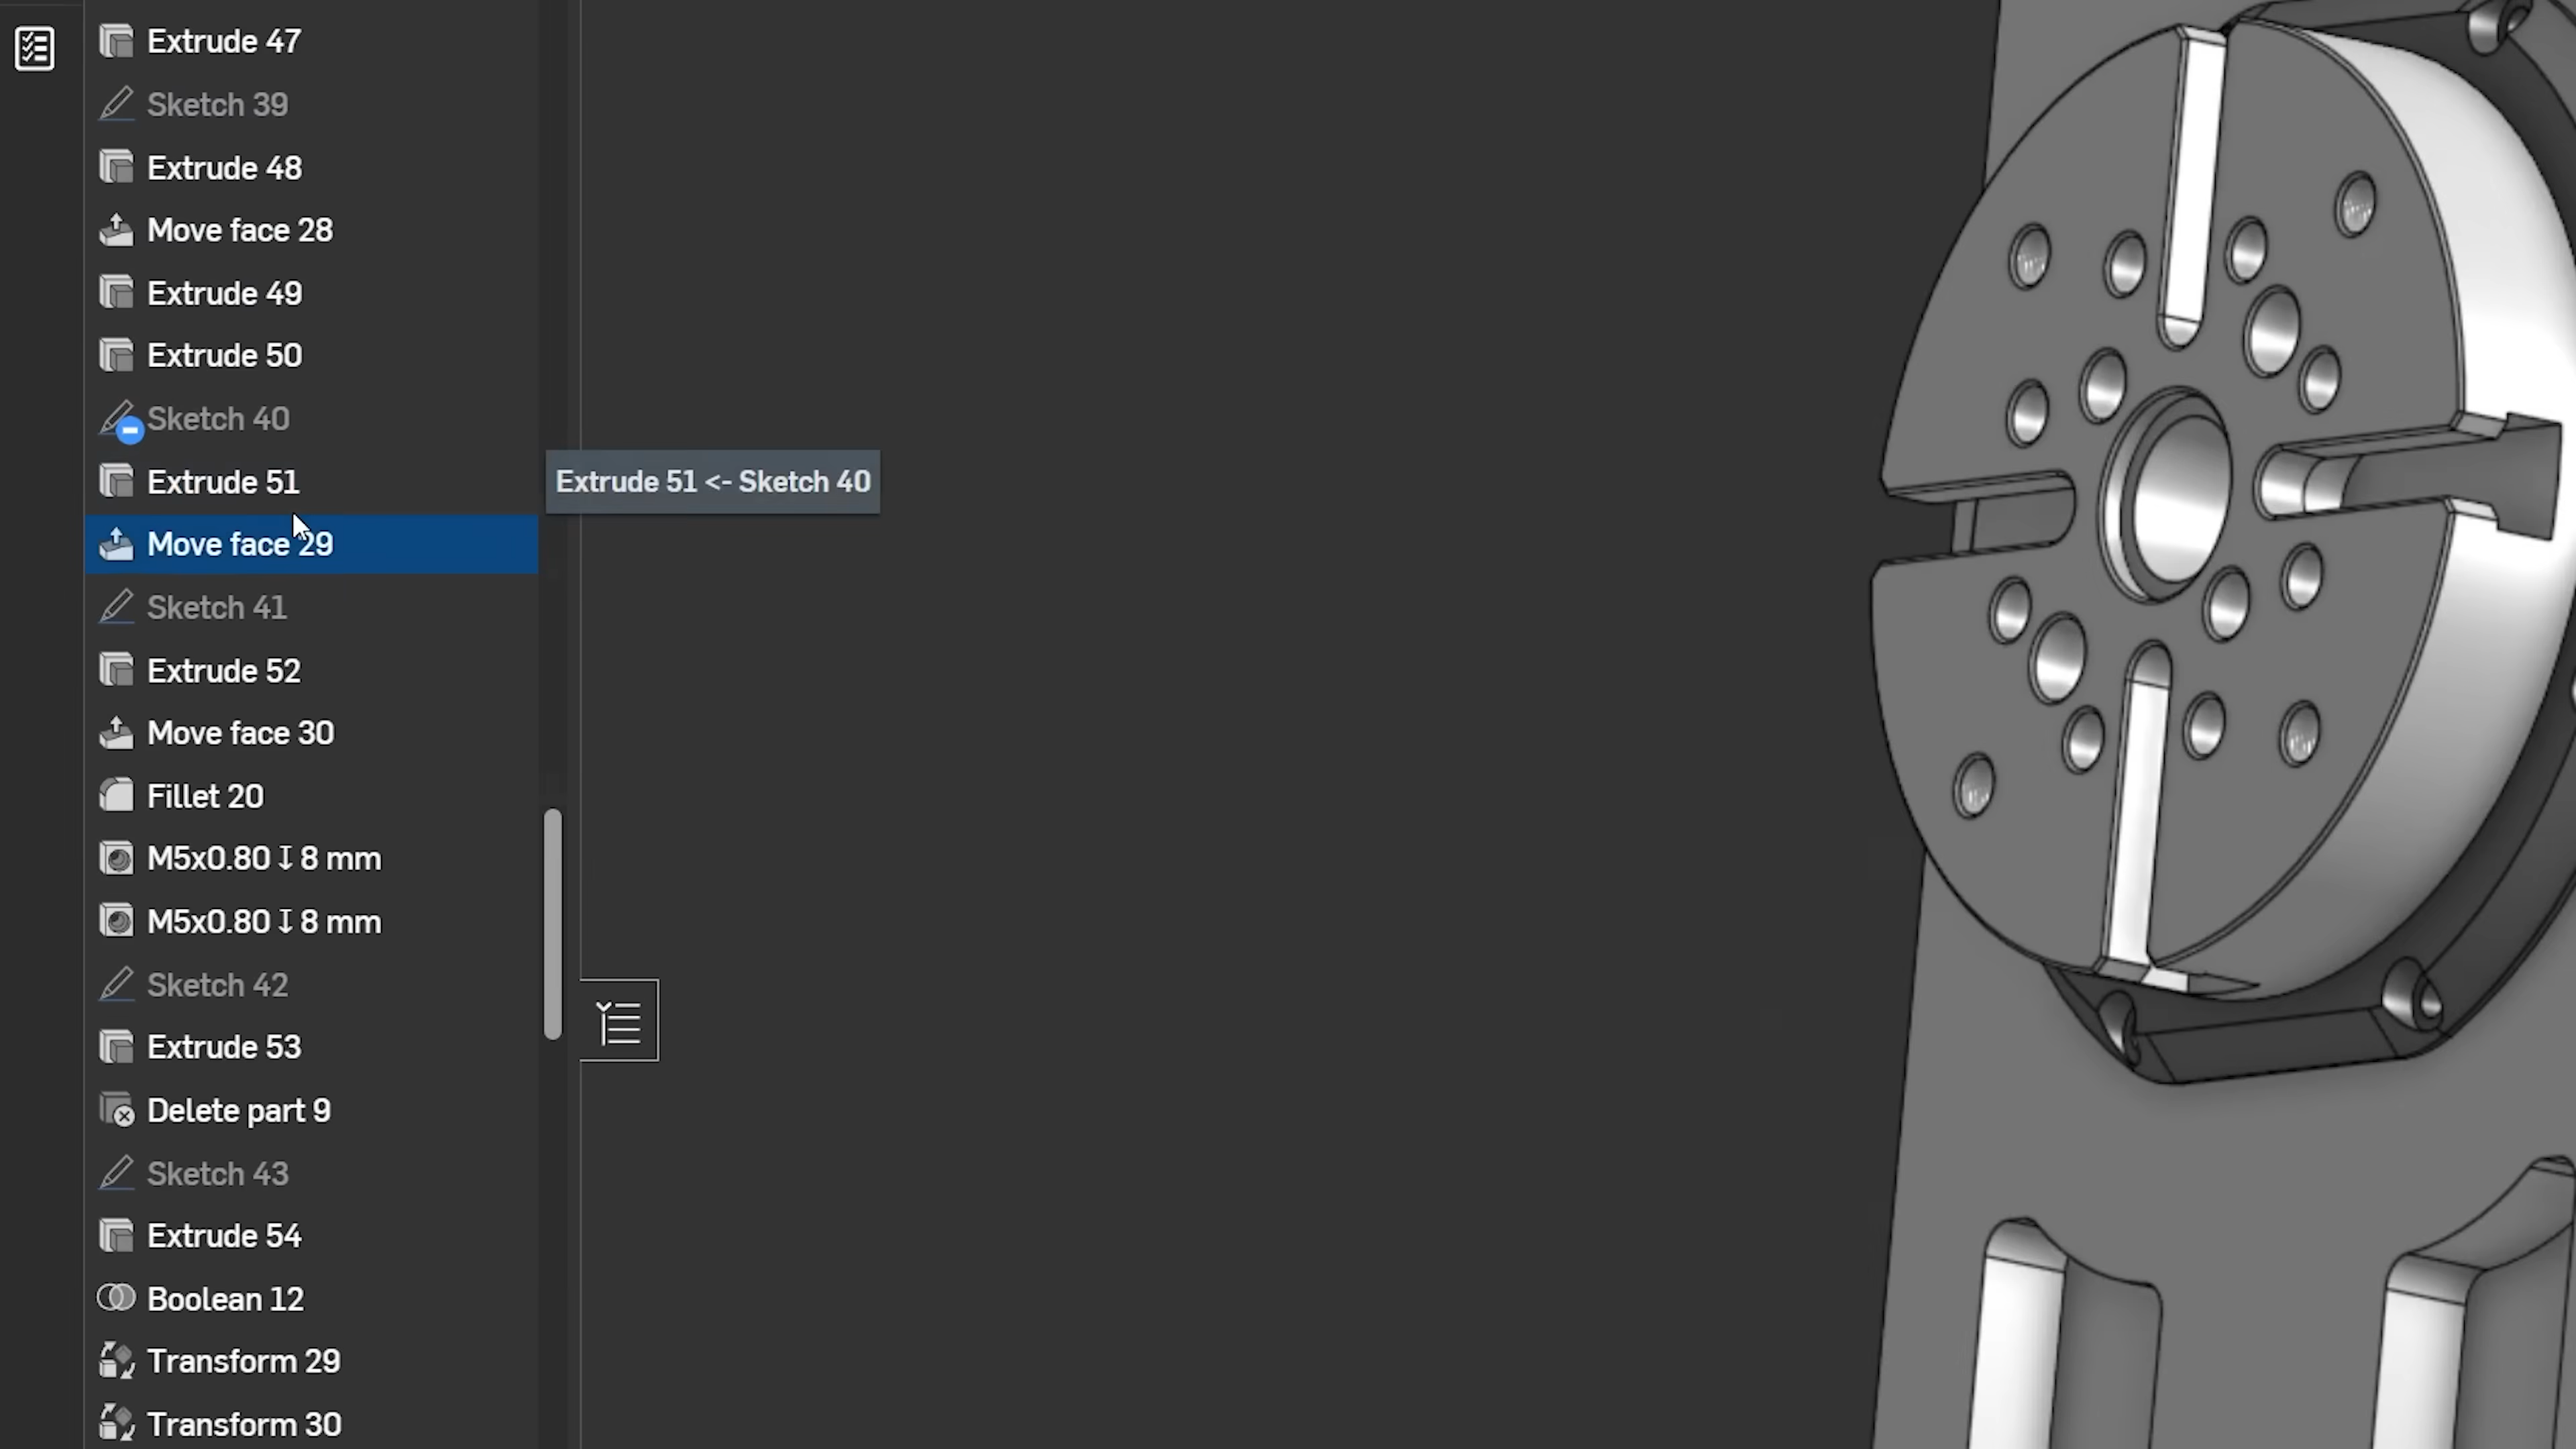 Extrude 47
Sketch 39
Extrude 48
Move face 28
Extrude 49
Extrude 50
Sketch 40
Extrude 51
Extrude 51 <- Sketch 40
Move face 29
Sketch 41
Extrude 52
Move face 30
Fillet 20
M5x0.80 ↧ 8 mm
M5x0.80 ↧ 8 mm
Sketch 42
Extrude 53
Delete part 9
Sketch 43
Extrude 54
Boolean 12
Transform 29
Transform 30